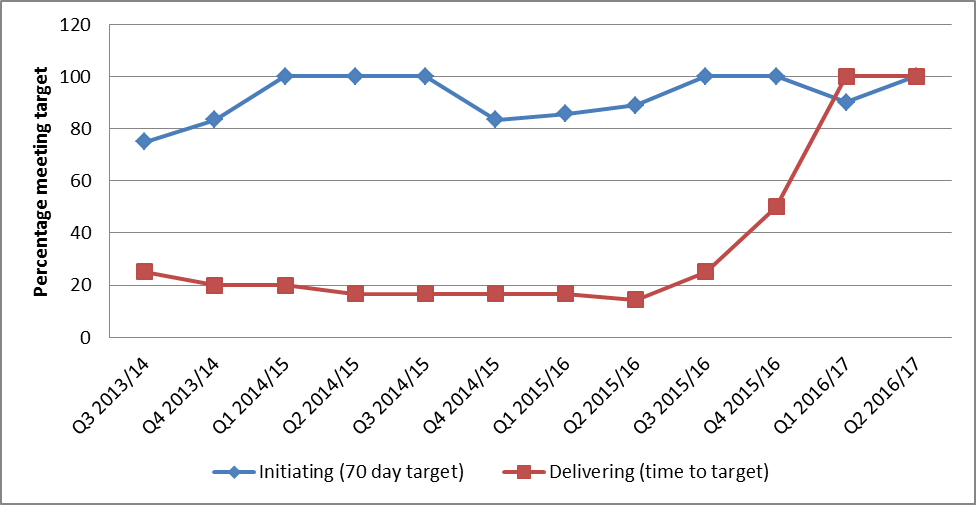 120
100
80
60
40
20
0
Percentage meeting target
Q3 2013/14
Q4 2013/14
Q1 2014/15
Q2 2014/15
Q3 2014/15
Q4 2014/15
Q1 2015/16
Q2 2015/16
Q3 2015/16
Q4 2015/16
Q1 2016/17
Q2 2016/17
Initiating (70 day target)
Delivering (time to target)